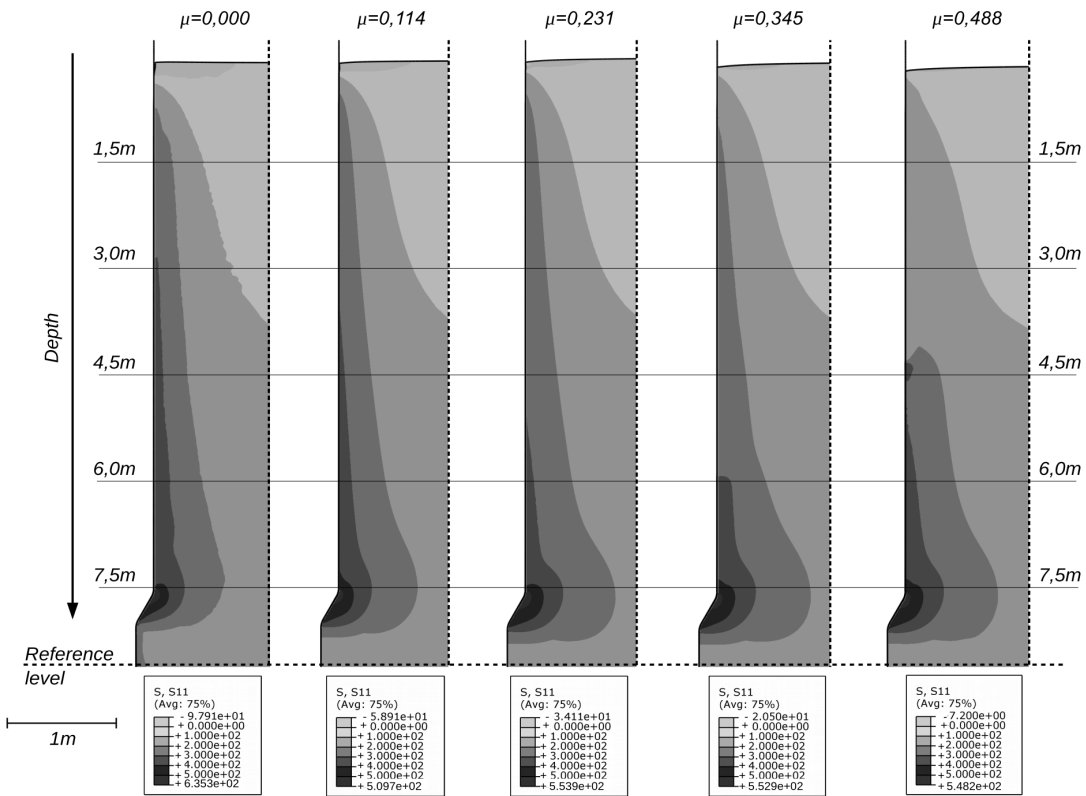 μ=0,000 μ=0,114 μ=0,231 μ=0,345 μ=0,488
1,5m 1,5m
3,0m 3,0m
Depth
4,5m 4,5m
6,0m 6,0m
7,5m 7,5m
Reference
level
1m
S, S11
(Avg: 75%)
- 9.791e+01
+ 0.000e+00
+ 1.000e+02
+ 2.000e+02
+ 3.000e+02
+ 4.000e+02
+ 5.000e+02
+ 6.353e+02
S, S11
(Avg: 75%)
- 5.891e+01
+ 0.000e+00
+ 1.000e+02
+ 2.000e+02
+ 3.000e+02
+ 4.000e+02
+ 5.000e+02
+ 5.097e+02
S, S11
(Avg: 75%)
- 3.411e+01
+ 0.000e+00
+ 1.000e+02
+ 2.000e+02
+ 3.000e+02
+ 4.000e+02
+ 5.000e+02
+ 5.539e+02
S, S11
(Avg: 75%)
- 2.050e+01
+ 0.000e+00
+ 1.000e+02
+ 2.000e+02
+ 3.000e+02
+ 4.000e+02
+ 5.000e+02
+ 5.529e+02
S, S11
(Avg: 75%)
- 7.200e+00
+ 0.000e+00
+ 1.000e+02
+ 2.000e+02
+ 3.000e+02
+ 4.000e+02
+ 5.000e+02
+ 5.482e+02